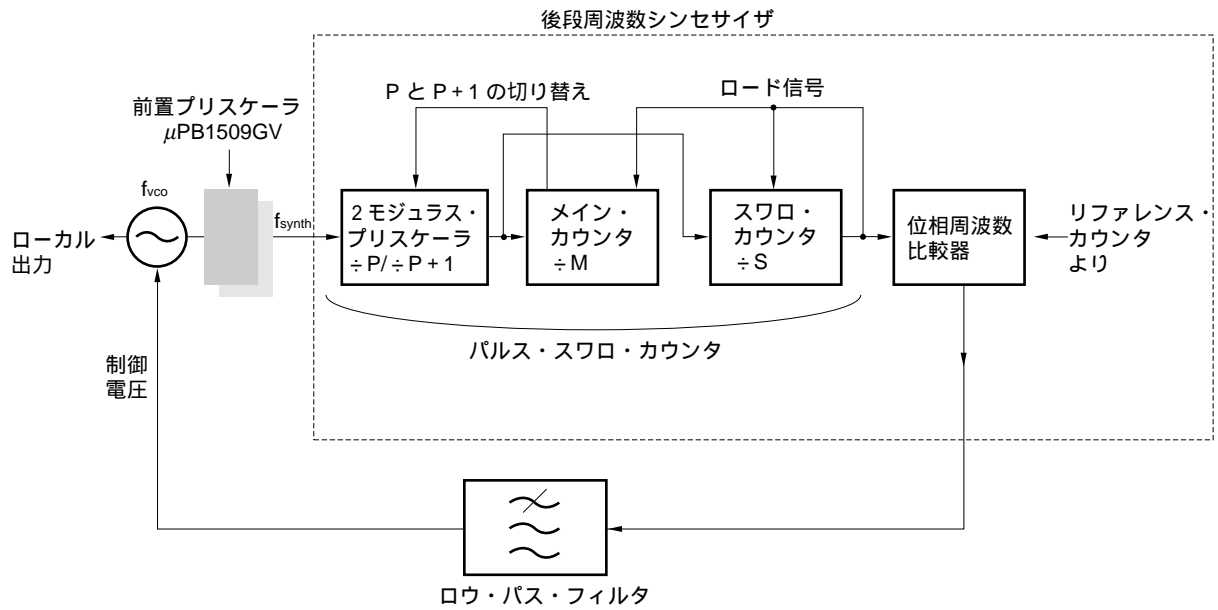 後段周波数シンセサイザ
P と P + 1 の切り替え
ロード信号
前置プリスケーラ
μPB1509GV
fvco
fsynth
ローカル
出力
2 モジュラス・
プリスケーラ
÷ P/ ÷ P + 1
メイン・
カウンタ
÷ M
スワロ・
カウンタ
÷ S
位相周波数
比較器
リファレンス・
カウンタ
より
パルス・スワロ・カウンタ
制御
電圧
ロウ・パス・フィルタ